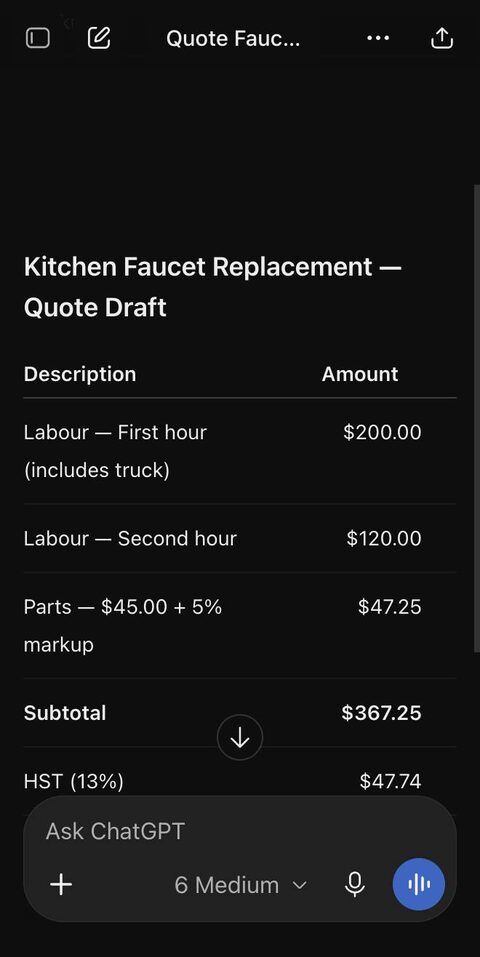 Quote Fauc...
Kitchen Faucet Replacement —
Quote Draft
Description Amount
Labour — First hour $200.00
(includes truck)
Labour — Second hour $120.00
Parts — $45.00 + 5% $47.25
markup
Subtotal $367.25
HST (13%) $47.74
Ask ChatGPT
6 Medium